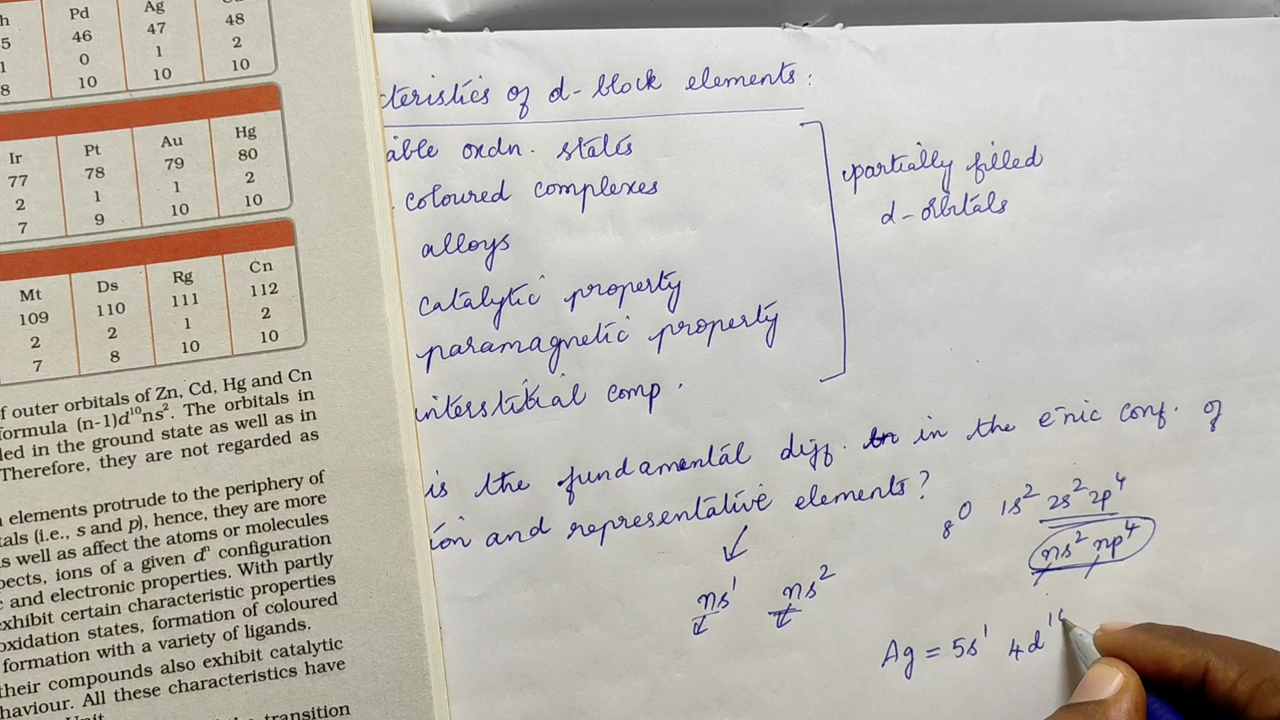 Pd Ag
46 47 48
0 1 2
10 10 10
Ir Pt Au Hg
77 78 79 80
2 1 1 2
7 9 10 10
Mt Ds Rg Cn
109 110 111 112
2 2 1 2
7 8 10 10
f outer orbitals of Zn, Cd, Hg and Cn
formula (n-1)d¹⁰ns². The orbitals in
led in the ground state as well as in
Therefore, they are not regarded as
elements protrude to the periphery of
tals (i.e., s and p), hence, they are more
s well as affect the atoms or molecules
pects, ions of a given dⁿ configuration
c and electronic properties. With partly
exhibit certain characteristic properties
oxidation states, formation of coloured
formation with a variety of ligands.
their compounds also exhibit catalytic
haviour. All these characteristics have
Unit
transition
cteristics of d-block elements:
able oxdn. states
coloured complexes
alloys
catalytic property
paramagnetic property
interstitial comp.
partially filled
d-orbitals
is the fundamental diff. in the e⁻nic conf. of
ion and representative elements?
ns¹ ns²
₈O 1s² 2s² 2p⁴
ns² np⁴
Ag = 5s¹ 4d¹⁰